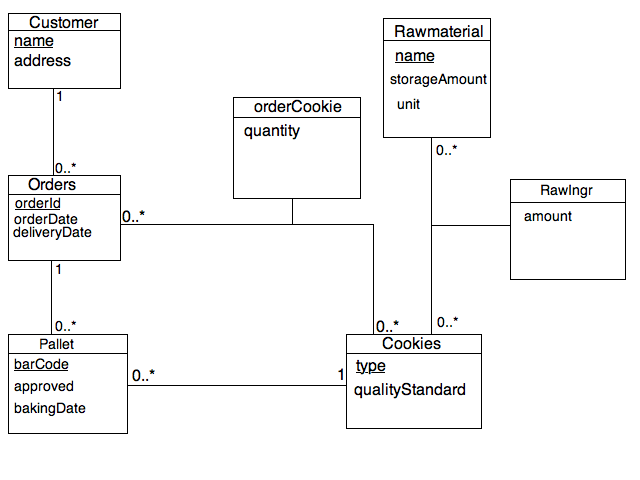 Customer
name
address
1
0..*
Orders
orderId
orderDate
deliveryDate
0..*
1
0..*
Pallet
barCode
approved
bakingDate
0..*
1
orderCookie
quantity
Rawmaterial
name
storageAmount
unit
0..*
RawIngr
amount
0..*
0..*
Cookies
type
qualityStandard